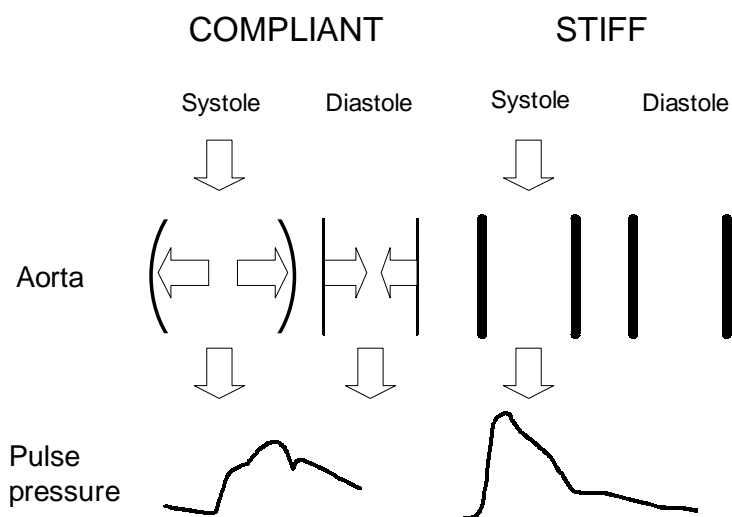 COMPLIANT STIFF
Systole Diastole Systole Diastole
Aorta
Pulse
pressure